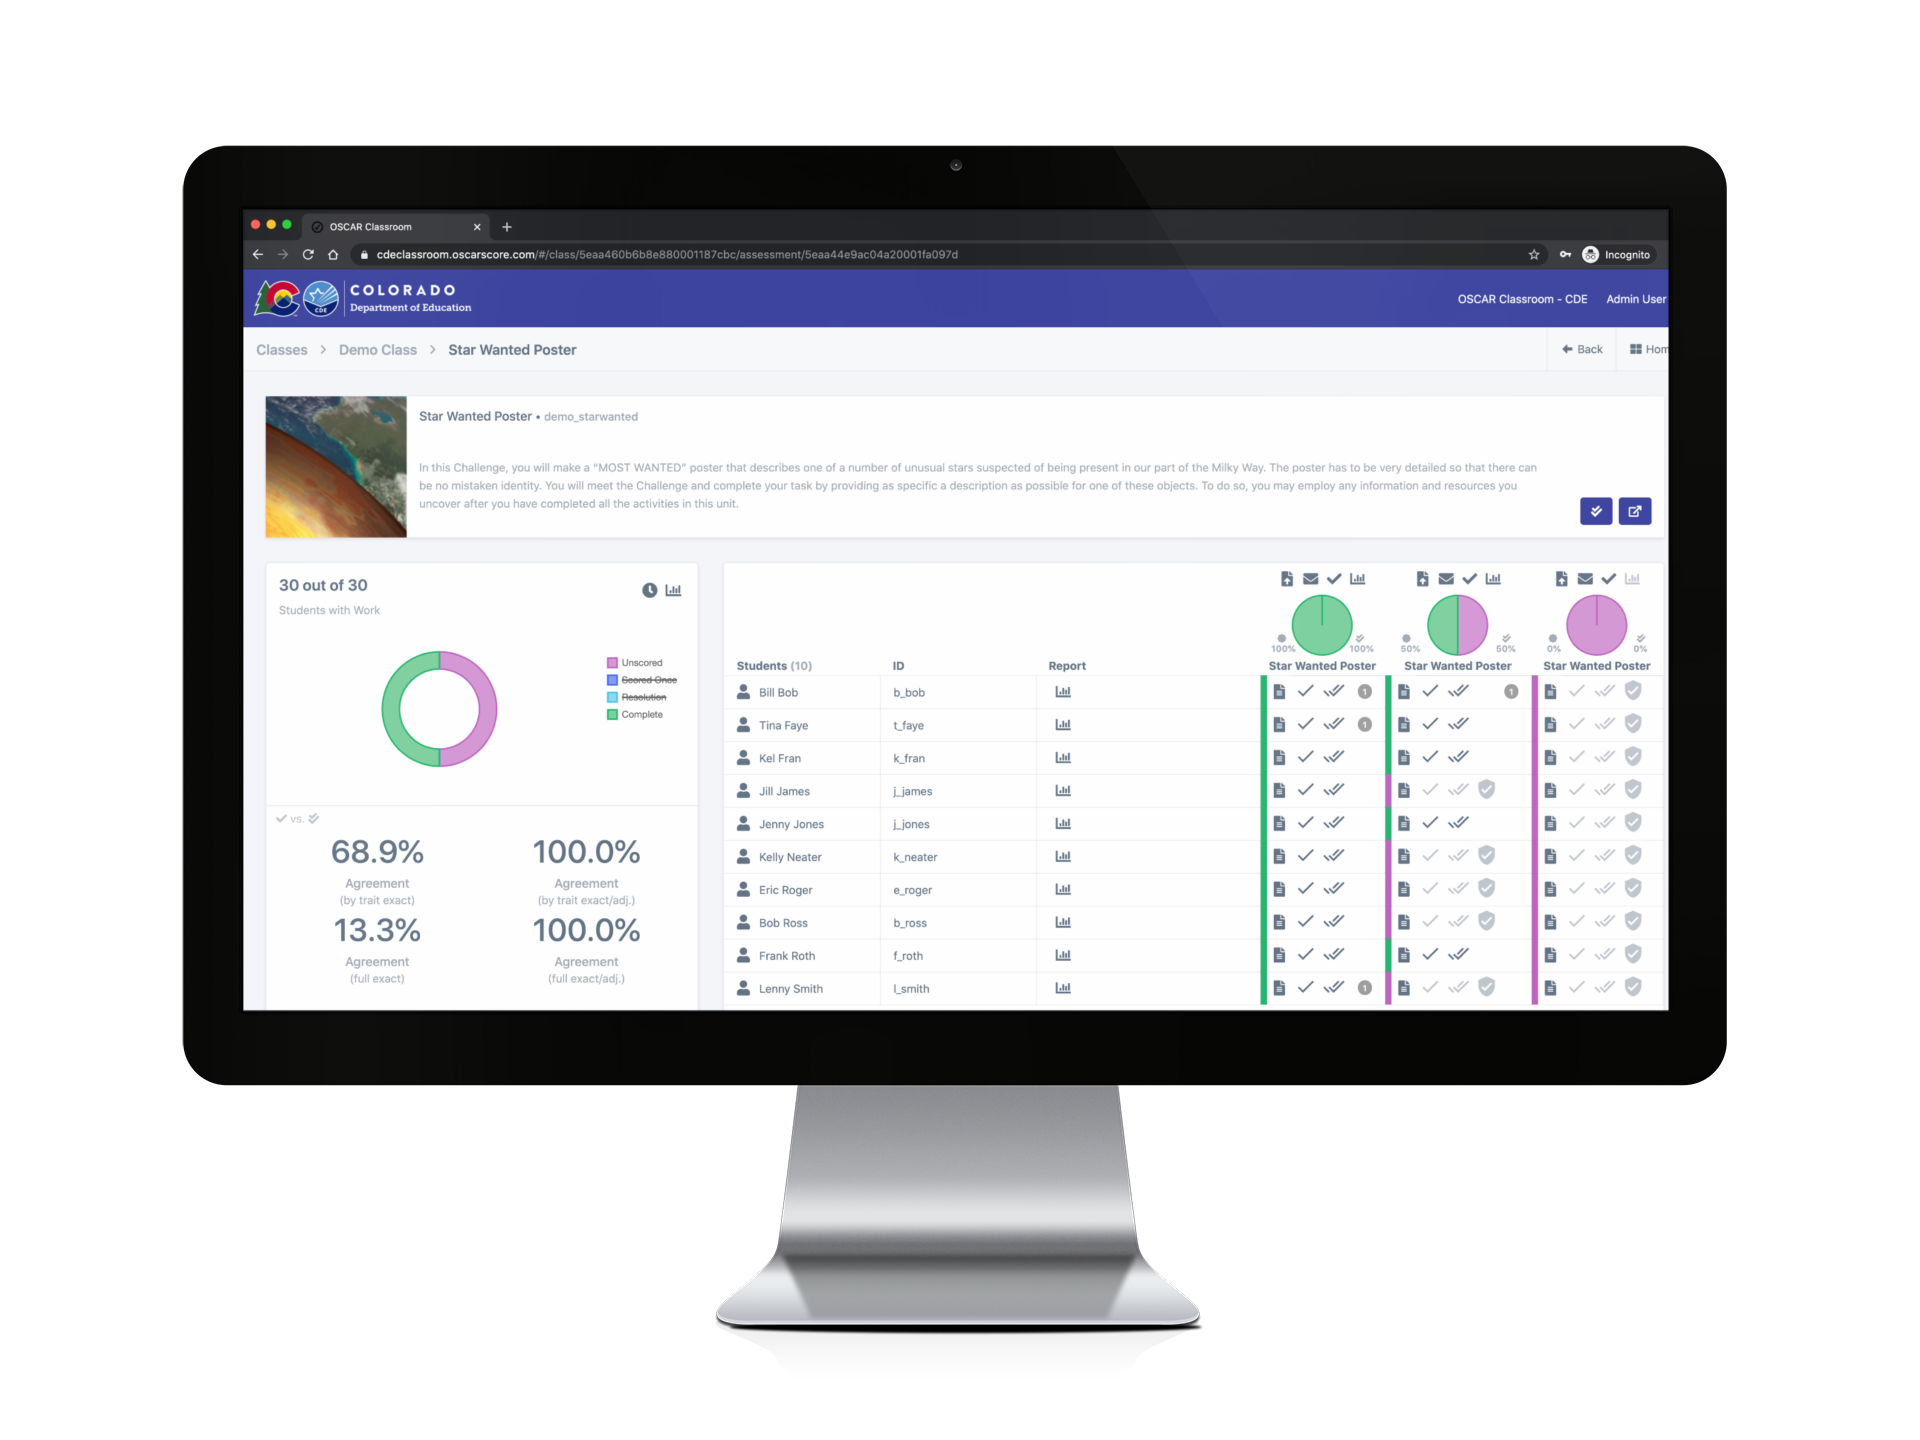 OSCAR Classroom
cdeclassroom.oscarscore.com/#/class/5eaa460b6b8e880001187cbc/assessment/5eaa44e9ac04a20001fa097d
Incognito
CDE
COLORADO
Department of Education
OSCAR Classroom - CDE
Admin User
Classes > Demo Class > Star Wanted Poster
Back
Hom
Star Wanted Poster • demo_starwanted
In this Challenge, you will make a "MOST WANTED" poster that describes one of a number of unusual stars suspected of being present in our part of the Milky Way. The poster has to be very detailed so that there can
be no mistaken identity. You will meet the Challenge and complete your task by providing as specific a description as possible for one of these objects. To do so, you may employ any information and resources you
uncover after you have completed all the activities in this unit.
30 out of 30
Students with Work
Unscored
Scored Once
Resolution
Complete
vs.
68.9%
Agreement
(by trait exact)
100.0%
Agreement
(by trait exact/adj.)
13.3%
Agreement
(full exact)
100.0%
Agreement
(full exact/adj.)
100% 100% 50% 50% 0% 0%
Students (10) ID Report Star Wanted Poster Star Wanted Poster Star Wanted Poster
Bill Bob b_bob 1 1
Tina Faye t_faye 1
Kel Fran k_fran
Jill James j_james
Jenny Jones j_jones
Kelly Neater k_neater
Eric Roger e_roger
Bob Ross b_ross
Frank Roth f_roth
Lenny Smith l_smith 1